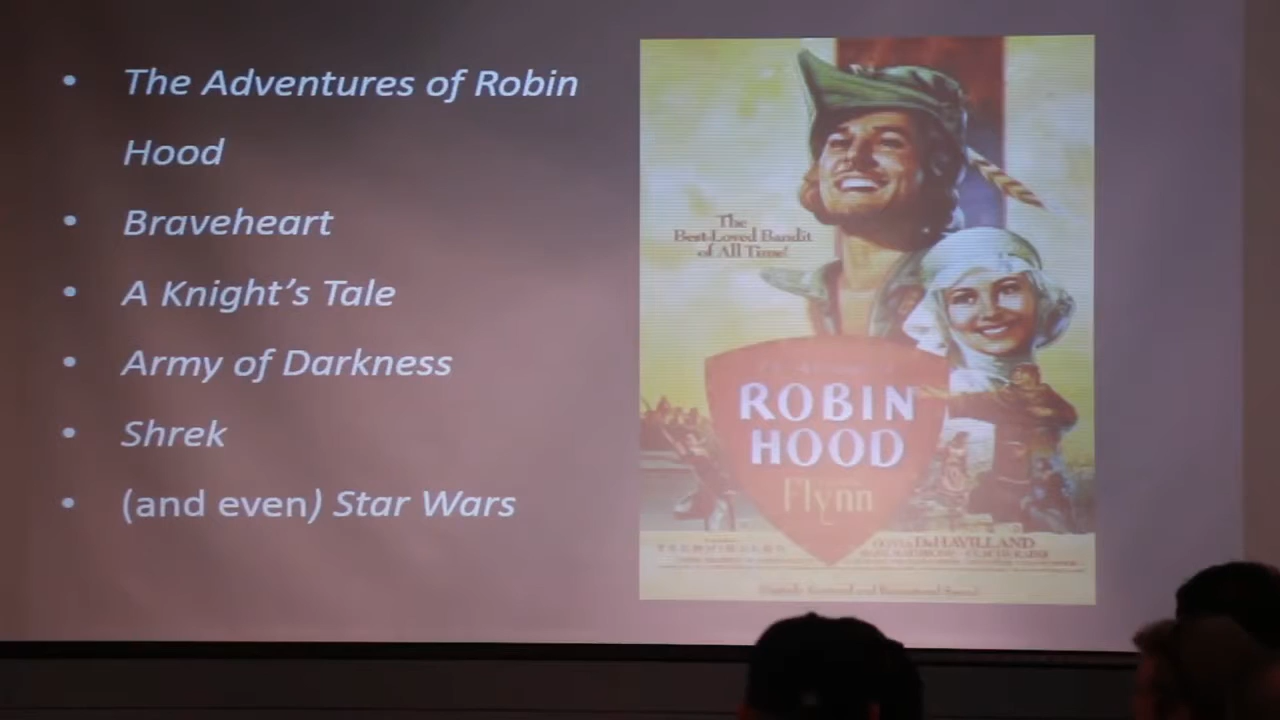 • The Adventures of Robin
Hood
• Braveheart
• A Knight's Tale
• Army of Darkness
• Shrek
• (and even) Star Wars
The
Best-Loved Bandit
of All Time!
ROBIN
HOOD
Flynn
TECHNICOLOR
DeHAVILLAND